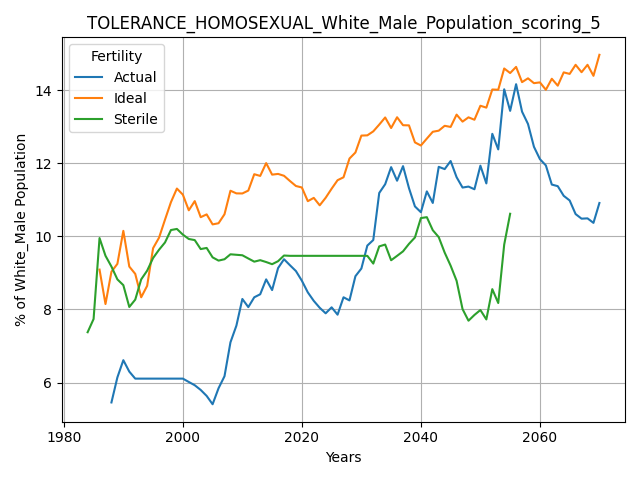 TOLERANCE_HOMOSEXUAL_White_Male_Population_scoring_5
Fertility
Actual
Ideal
Sterile
% of White_Male Population
14
12
10
8
6
1980
2000
2020
2040
2060
Years